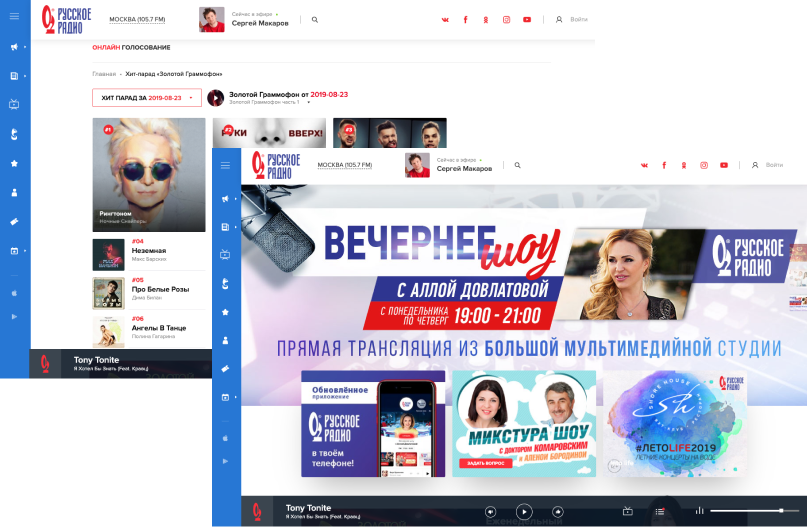 РУССКОЕ
РАДИО
МОСКВА (105.7 FM)
Сейчас в эфире
Сергей Макаров
Войти
ОНЛАЙН ГОЛОСОВАНИЕ
Главная • Хит-парад «Золотой Граммофон»
ХИТ ПАРАД ЗА 2019-08-23
Золотой Граммофон от 2019-08-23
Золотой Граммофон часть 1
#1
Рингтоном
Ночные Снайперы
ВВЕРХ!
#04
Неземная
Макс Барских
#05
Про Белые Розы
Дима Билан
#06
Ангелы В Танце
Полина Гагарина
Tony Tonite
Я Хотел Бы Знать (Feat. Кравц)
РУССКОЕ
РАДИО
МОСКВА (105.7 FM)
Сейчас в эфире
Сергей Макаров
Войти
ВЕЧЕРНЕЕ
шоу
С АЛЛОЙ ДОВЛАТОВОЙ
С ПОНЕДЕЛЬНИКА
ПО ЧЕТВЕРГ 19:00 - 21:00
РУССКОЕ
РАДИО
ПРЯМАЯ ТРАНСЛЯЦИЯ ИЗ БОЛЬШОЙ МУЛЬТИМЕДИЙНОЙ СТУДИИ
Обновлённое
приложение
РУССКОЕ
РАДИО
в твоём
телефоне!
МИКСТУРА ШОУ
С ДОКТОРОМ КОМАРОВСКИМ
И АЛЕНОЙ БОРОДИНОЙ
ЗАДАТЬ ВОПРОС
РУССКОЕ
РАДИО
SHORE HOUSE
#ЛЕТОLIFE2019
ЛЕТНИЕ КОНЦЕРТЫ НА ВОДЕ
Tony Tonite
Я Хотел Бы Знать (Feat. Кравц)